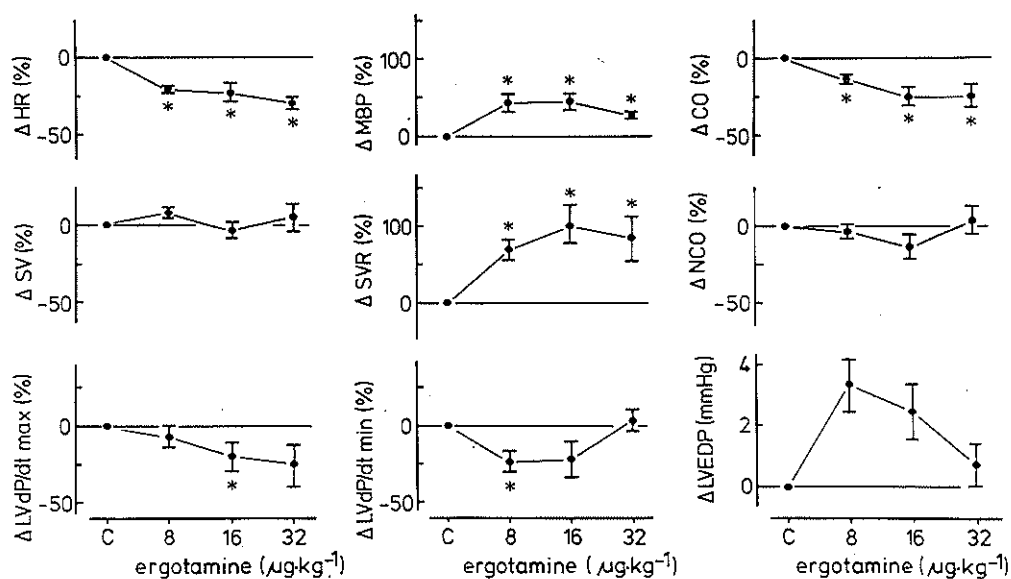 Δ HR (%)
0
-50
*
*
*
Δ MBP (%)
100
0
*
*
*
Δ CO (%)
0
-50
*
*
*
Δ SV (%)
0
-50
Δ SVR (%)
100
0
*
*
*
Δ NCO (%)
0
-50
Δ LVdP/dt max (%)
0
-50
*
C 8 16 32
ergotamine (μg·kg⁻¹)
Δ LVdP/dt min (%)
0
-50
*
C 8 16 32
ergotamine (μg·kg⁻¹)
Δ LVEDP (mmHg)
4
2
0
C 8 16 32
ergotamine (μg·kg⁻¹)